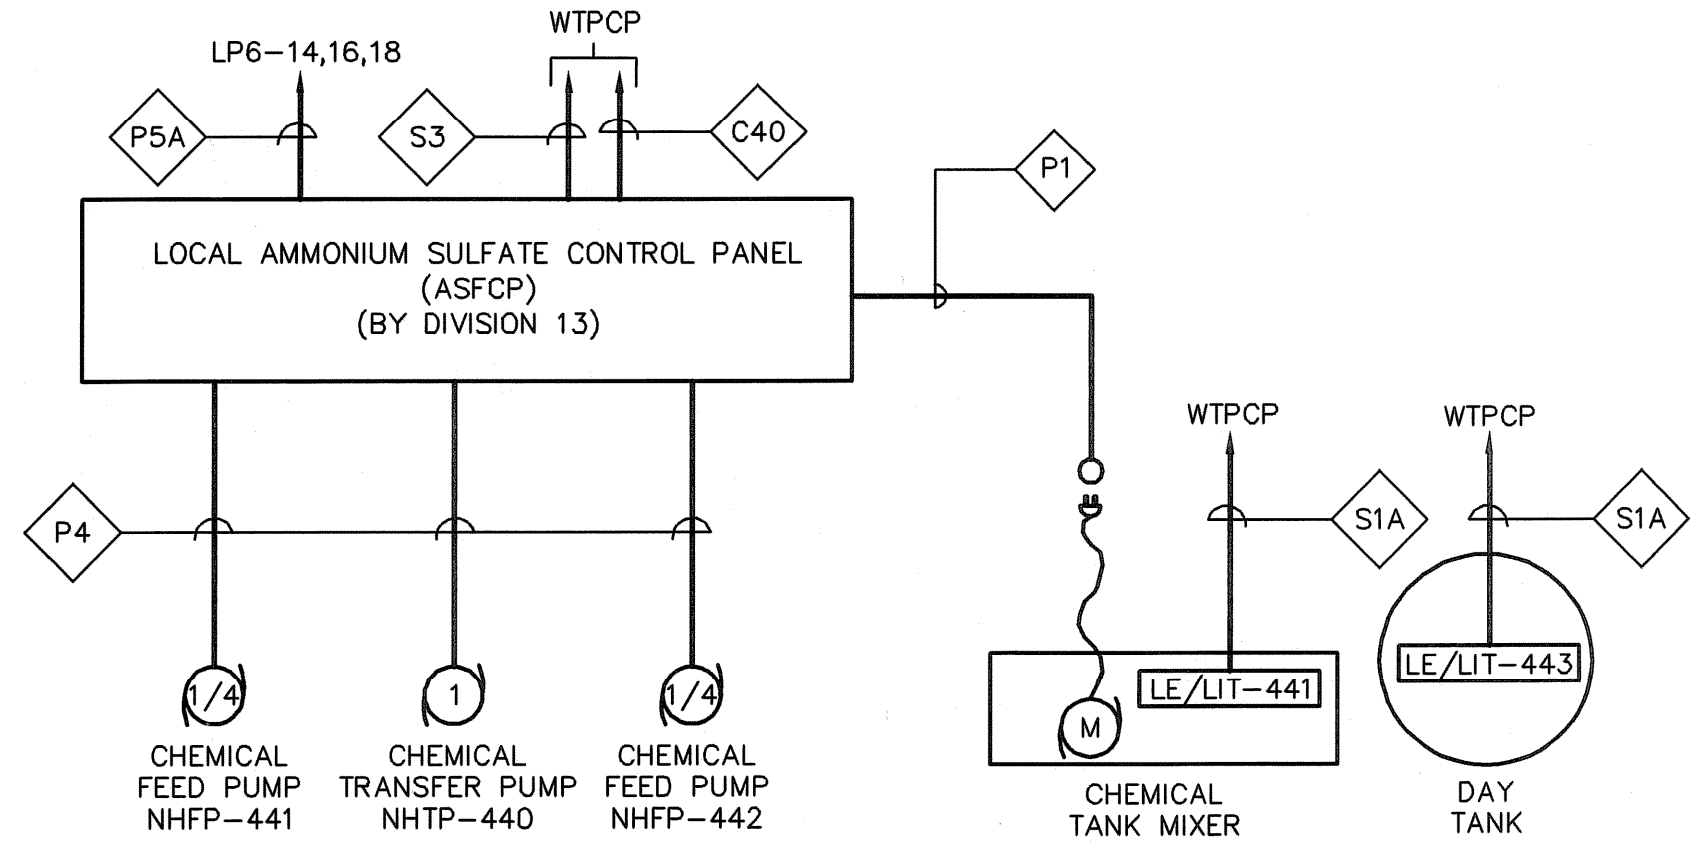 WTPCP
LP6-14,16,18
P5A
S3
C40
P1
LOCAL AMMONIUM SULFATE CONTROL PANEL
(ASFCP)
(BY DIVISION 13)
WTPCP
WTPCP
P4
S1A
S1A
LE/LIT-443
LE/LIT-441
1/4
1
1/4
M
CHEMICAL
FEED PUMP
NHFP-441
CHEMICAL
TRANSFER PUMP
NHTP-440
CHEMICAL
FEED PUMP
NHFP-442
CHEMICAL
TANK MIXER
DAY
TANK